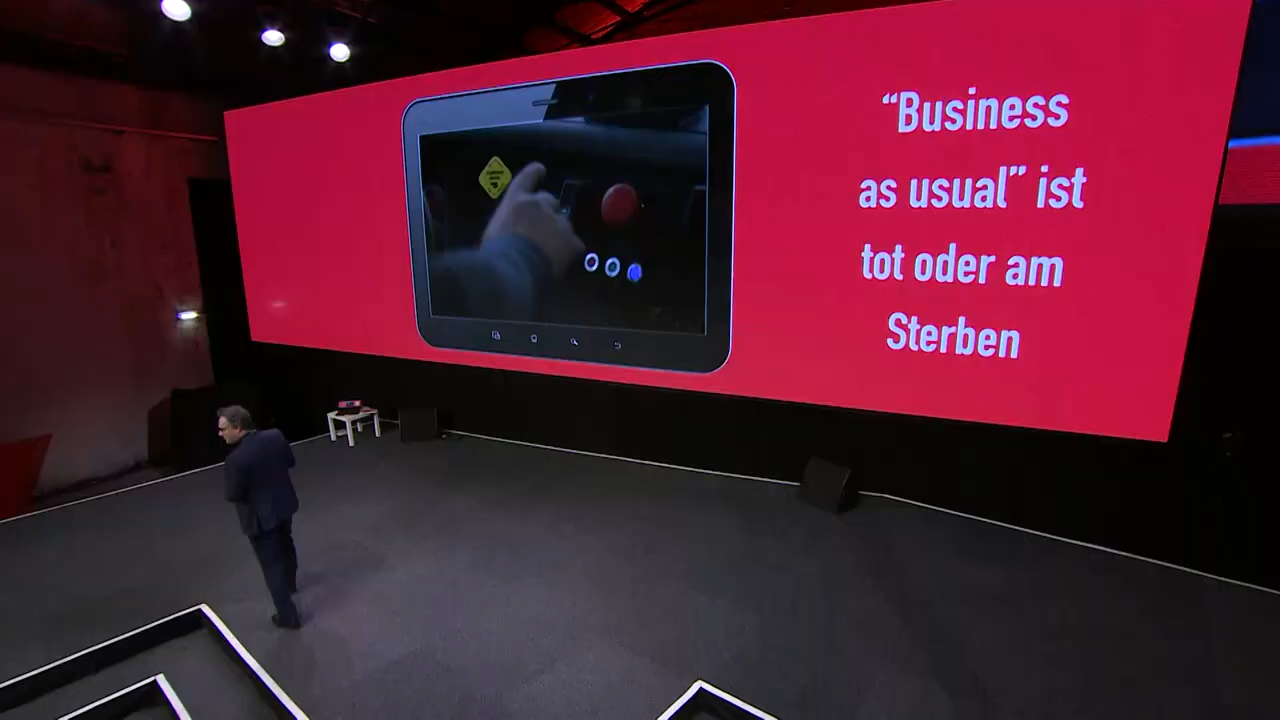 “Business
as usual” ist
tot oder am
Sterben